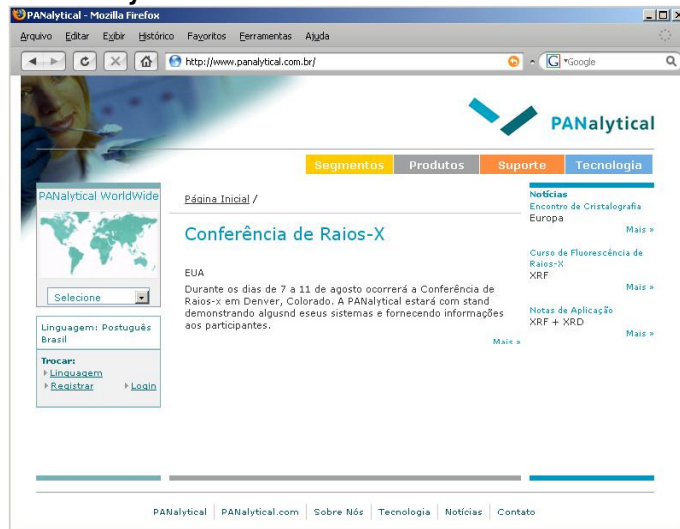 PANalytical - Mozilla Firefox
Arquivo Editar Exibir Histórico Favoritos Ferramentas Ajuda
http://www.panalytical.com.br/
Google
PANalytical
Segmentos Produtos Suporte Tecnologia
PANalytical WorldWide
Selecione
Linguagem: Português
Brasil
Trocar:
Linguagem
Registrar Login
Página Inicial /
Conferência de Raios-X
EUA
Durante os dias de 7 a 11 de agosto ocorrerá a Conferência de
Raios-x em Denver, Colorado. A PANalytical estará com stand
demonstrando algusnd eseus sistemas e fornecendo informações
aos participantes.
Mais »
Notícias
Encontro de Cristalografia
Europa
Mais »
Curso de Fluorescência de
Raios-X
XRF
Mais »
Notas de Aplicação
XRF + XRD
Mais »
PANalytical PANalytical.com Sobre Nós Tecnologia Notícias Contato